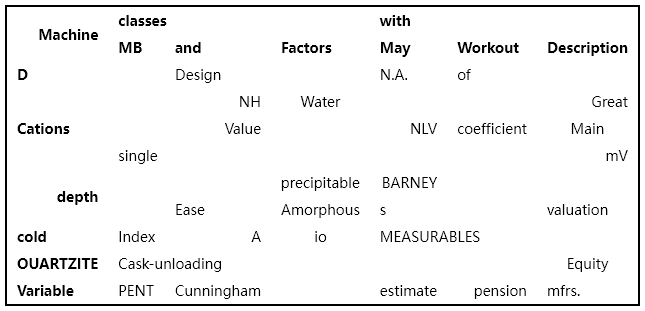 classes with
Machine
MB and Factors May Workout Description
D Design N.A. of
NH Water Great
Cations Value NLV coefficient Main
single mV
precipitable BARNEY
depth
Ease Amorphous s valuation
cold Index A io MEASURABLES
OUARTZITE Cask-unloading Equity
Variable PENT Cunningham estimate pension mfrs.